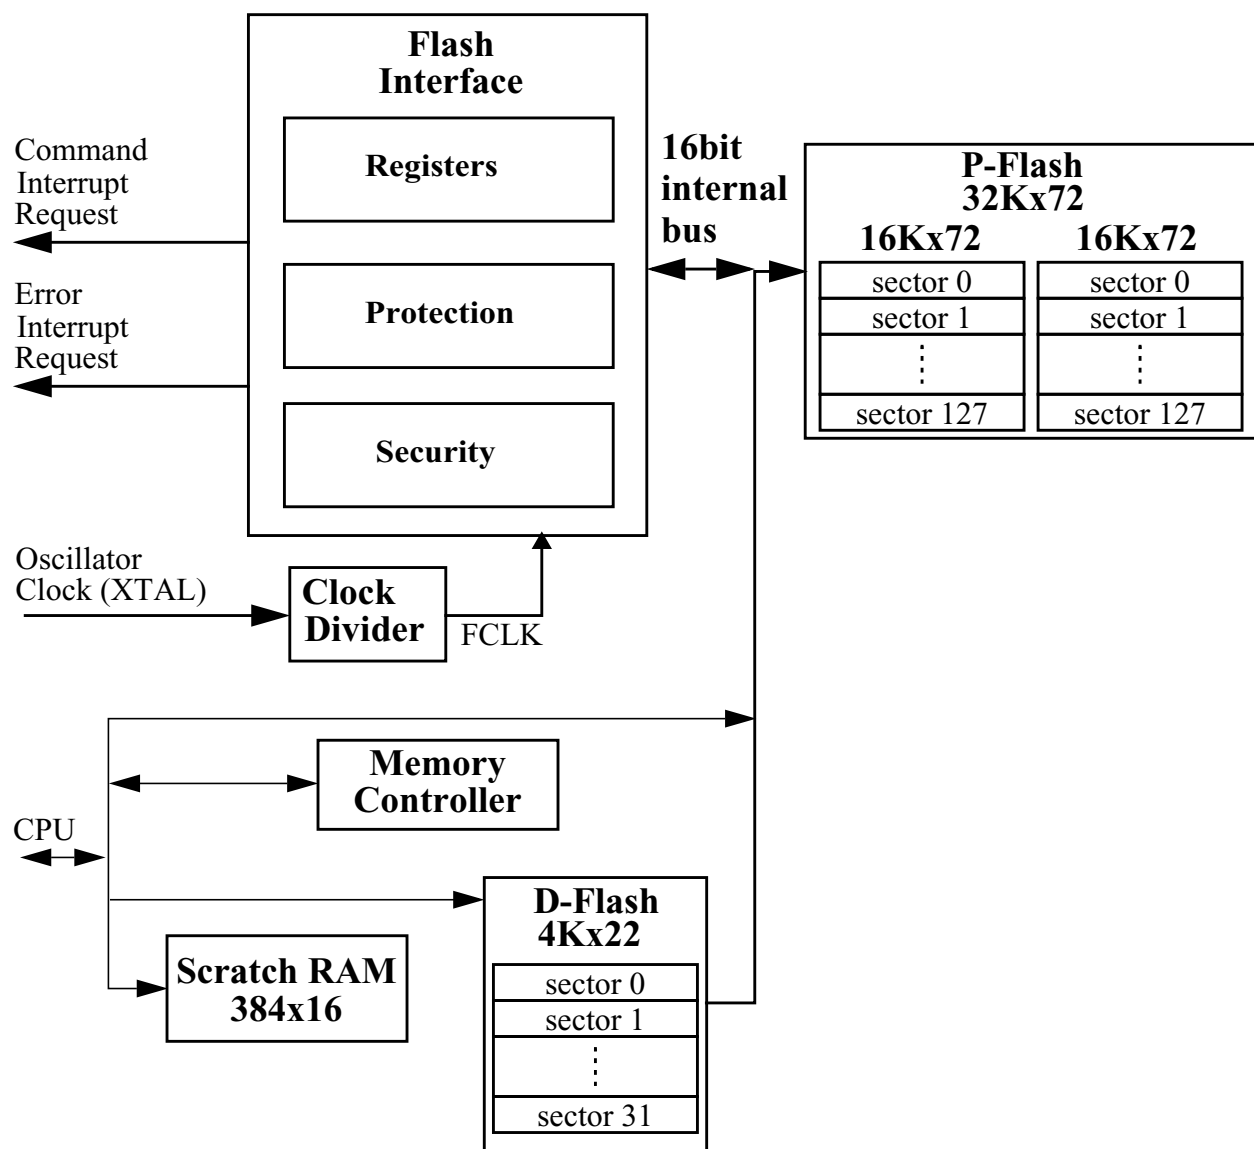 Flash
Interface
Registers
Protection
Security
Command
Interrupt
Request
Error
Interrupt
Request
16bit
internal
bus
P-Flash
32Kx72
16Kx72
16Kx72
sector 0
sector 1
sector 127
sector 0
sector 1
sector 127
Oscillator
Clock (XTAL)
Clock
Divider
FCLK
Memory
Controller
CPU
D-Flash
4Kx22
sector 0
sector 1
sector 31
Scratch RAM
384x16